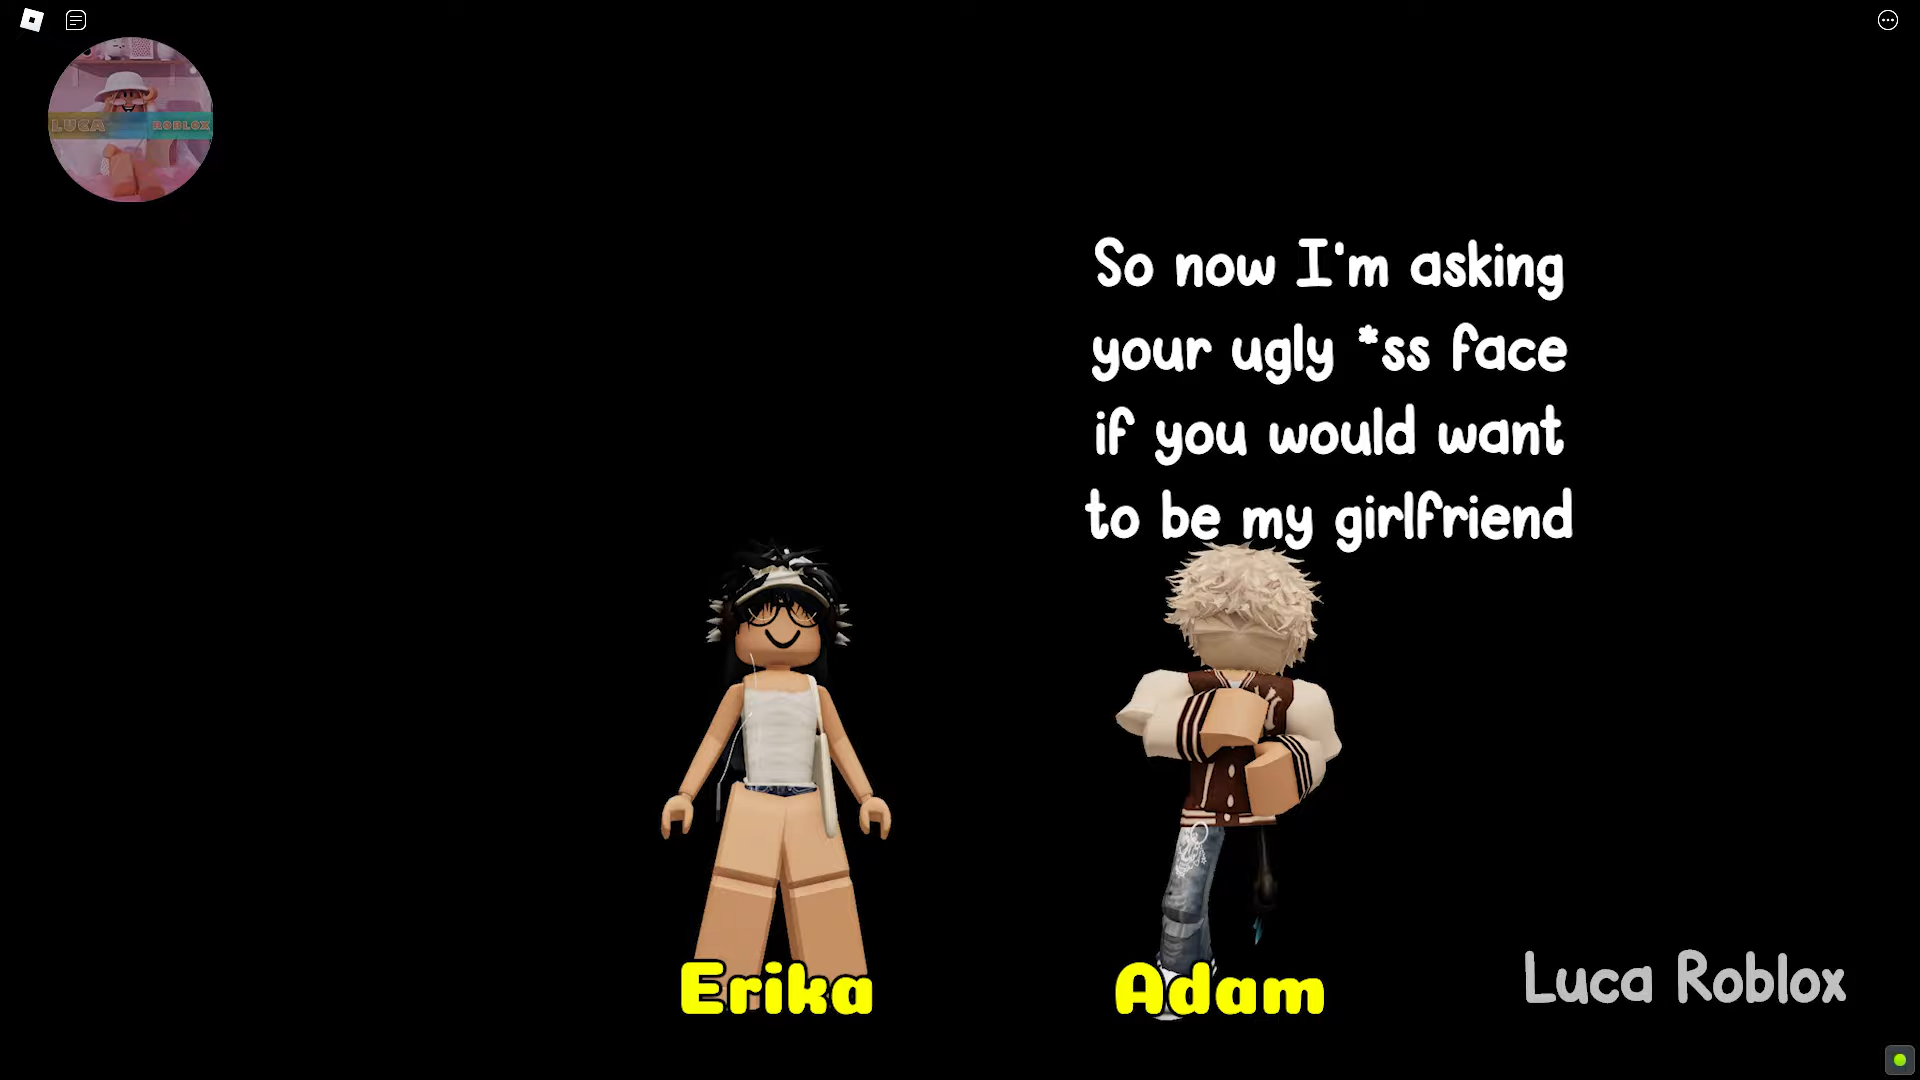 LUCA ROBLOX
So now I'm asking
your ugly *ss face
if you would want
to be my girlfriend
Erika Adam
Luca Roblox